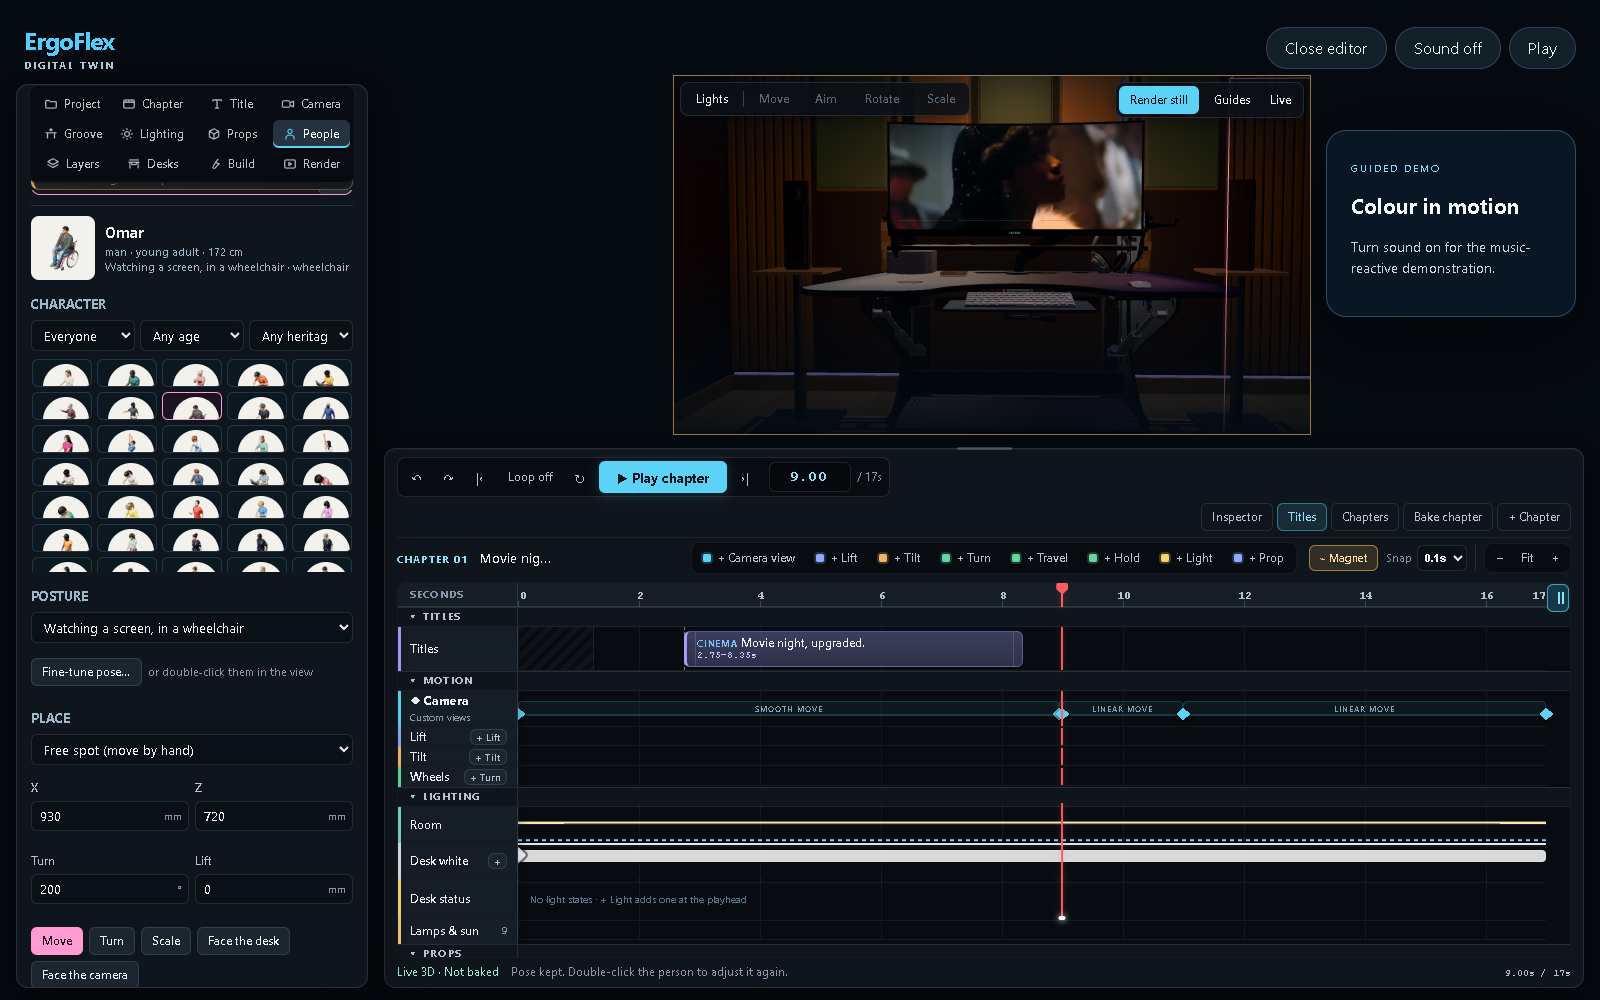 ErgoFlex
DIGITAL TWIN
Close editor
Sound off
Play
Project
Chapter
Title
Camera
Groove
Lighting
Props
People
Layers
Desks
Build
Render
Lights
Move
Aim
Rotate
Scale
Render still
Guides
Live
GUIDED DEMO
Colour in motion
Turn sound on for the music-
reactive demonstration.
Omar
man · young adult · 172 cm
Watching a screen, in a wheelchair · wheelchair
CHARACTER
Everyone
Any age
Any heritag
POSTURE
Watching a screen, in a wheelchair
Fine-tune pose...
or double-click them in the view
PLACE
Free spot (move by hand)
X
Z
930 mm
720 mm
Turn
Lift
200 °
0 mm
Move
Turn
Scale
Face the desk
Face the camera
Loop off
▶ Play chapter
9.00
/ 17s
Inspector
Titles
Chapters
Bake chapter
+ Chapter
CHAPTER 01
Movie nig...
+ Camera view
+ Lift
+ Tilt
+ Turn
+ Travel
+ Hold
+ Light
+ Prop
~ Magnet
Snap
0.1s
−
Fit
+
SECONDS
0 2 4 6 8 10 12 14 16 17
▾ TITLES
Titles
CINEMA Movie night, upgraded.
2.75–8.35s
▾ MOTION
◆ Camera
Custom views
SMOOTH MOVE
LINEAR MOVE
LINEAR MOVE
Lift
+ Lift
Tilt
+ Tilt
Wheels
+ Turn
▾ LIGHTING
Room
Desk white
+
Desk status
No light states · + Light adds one at the playhead
Lamps & sun 9
▾ PROPS
Live 3D · Not baked
Pose kept. Double-click the person to adjust it again.
9.00s / 17s